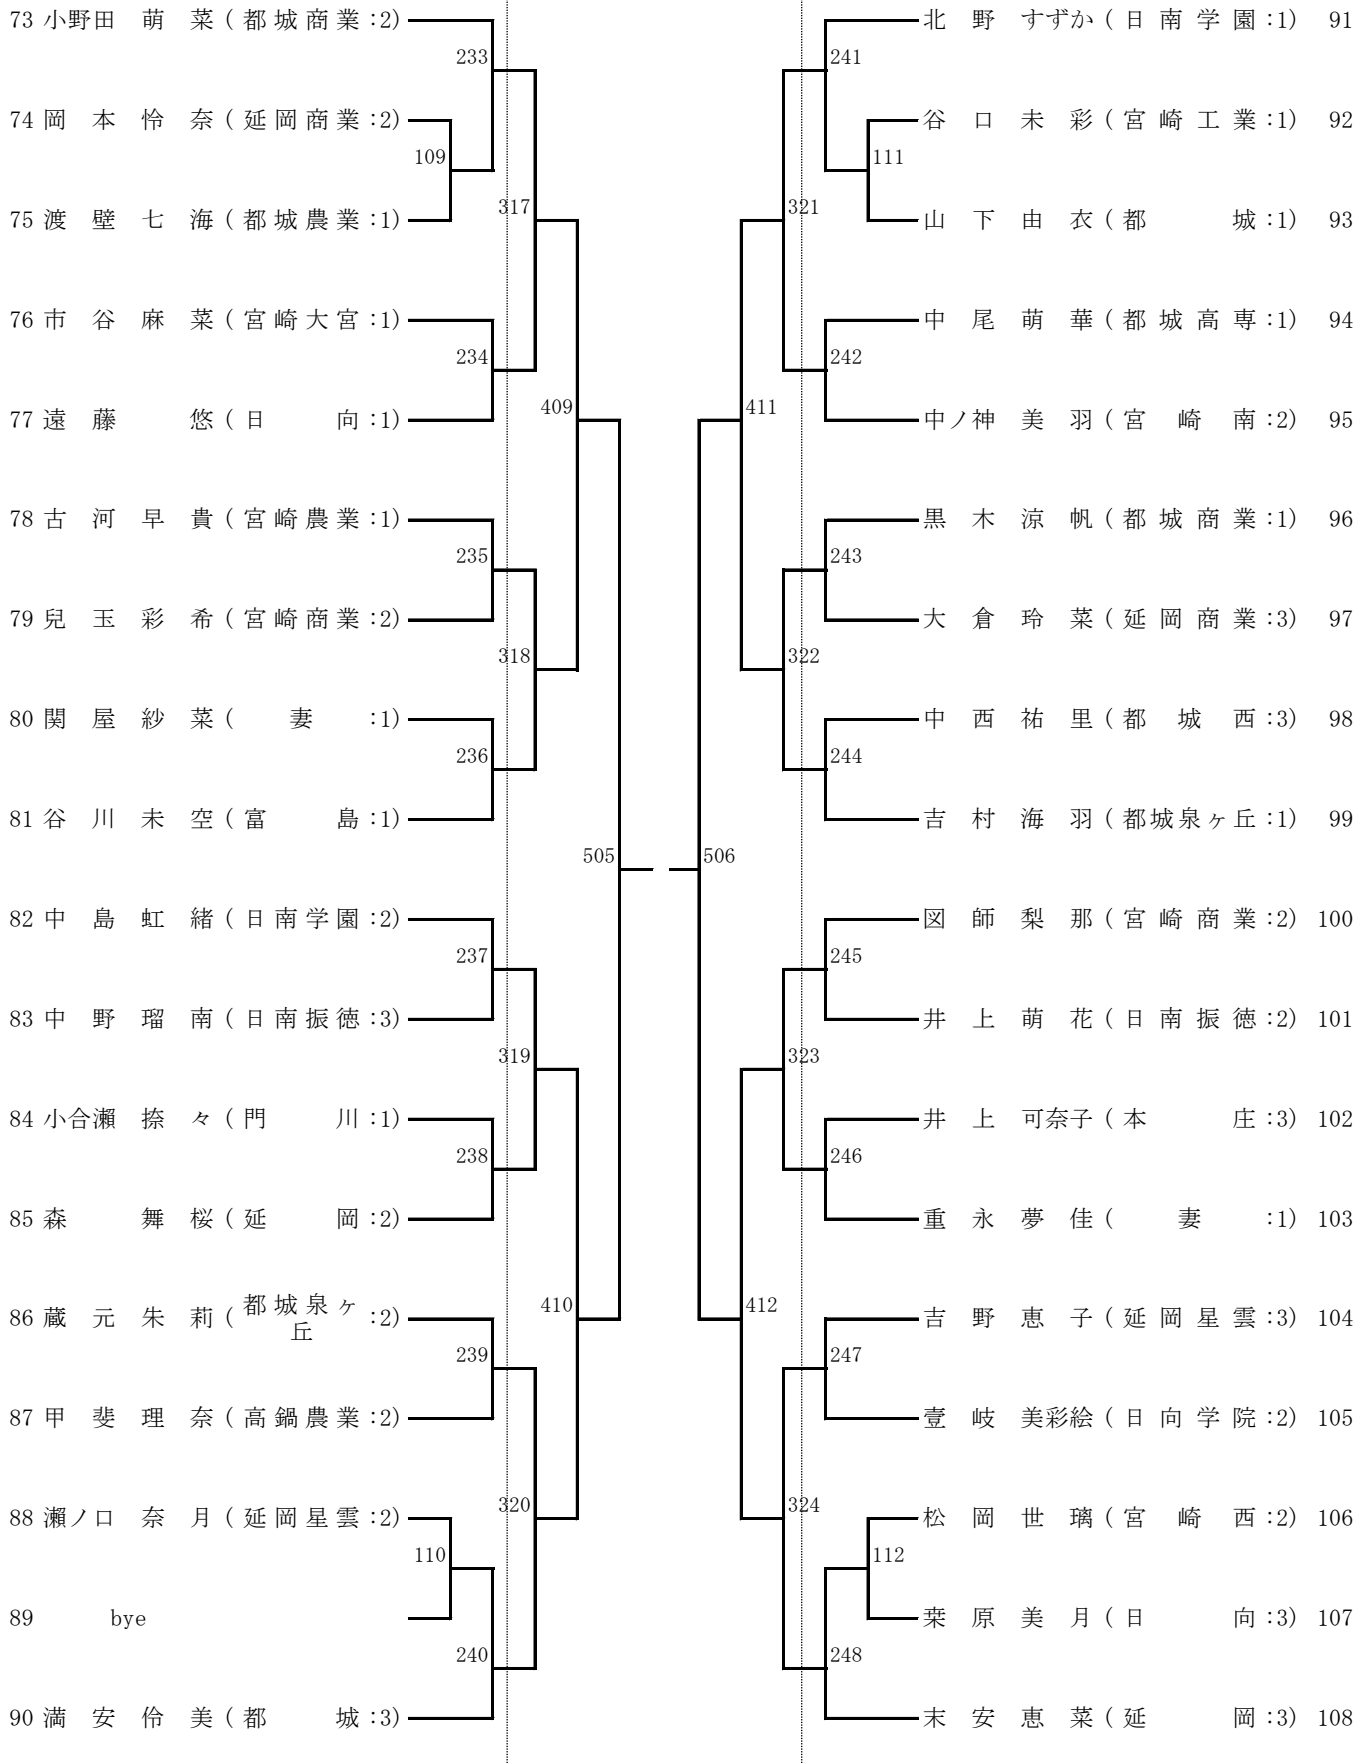 73 小野田 萌 菜 ( 都 城 商 業 :2)
233
74 岡 本 怜 奈 ( 延 岡 商 業 :2)
109
75 渡 壁 七 海 ( 都 城 農 業 :1)
317
76 市 谷 麻 菜 ( 宮 崎 大 宮 :1)
234
77 遠 藤 悠 ( 日 向 :1)
409
78 古 河 早 貴 ( 宮 崎 農 業 :1)
235
79 兒 玉 彩 希 ( 宮 崎 商 業 :2)
318
80 関 屋 紗 菜 ( 妻 :1)
236
81 谷 川 未 空 ( 富 島 :1)
505
82 中 島 虹 緒 ( 日 南 学 園 :2)
237
83 中 野 瑠 南 ( 日 南 振 徳 :3)
319
84 小合瀬 捺 々 ( 門 川 :1)
238
85 森 舞 桜 ( 延 岡 :2)
410
86 蔵 元 朱 莉 ( 都 城 泉 ヶ 丘 :2)
239
87 甲 斐 理 奈 ( 高 鍋 農 業 :2)
320
88 瀬ノ口 奈 月 ( 延 岡 星 雲 :2)
110
89 bye
240
90 満 安 伶 美 ( 都 城 :3)
北 野 すずか ( 日 南 学 園 :1) 91
241
谷 口 未 彩 ( 宮 崎 工 業 :1) 92
111
山 下 由 衣 ( 都 城 :1) 93
321
中 尾 萌 華 ( 都 城 高 専 :1) 94
242
中ノ神 美 羽 ( 宮 崎 南 :2) 95
411
黒 木 涼 帆 ( 都 城 商 業 :1) 96
243
大 倉 玲 菜 ( 延 岡 商 業 :3) 97
322
中 西 祐 里 ( 都 城 西 :3) 98
244
吉 村 海 羽 ( 都城泉ヶ丘 :1) 99
506
図 師 梨 那 ( 宮 崎 商 業 :2) 100
245
井 上 萌 花 ( 日 南 振 徳 :2) 101
323
井 上 可奈子 ( 本 庄 :3) 102
246
重 永 夢 佳 ( 妻 :1) 103
412
吉 野 恵 子 ( 延 岡 星 雲 :3) 104
247
壹 岐 美彩絵 ( 日 向 学 院 :2) 105
324
松 岡 世 璃 ( 宮 崎 西 :2) 106
112
栞 原 美 月 ( 日 向 :3) 107
248
末 安 恵 菜 ( 延 岡 :3) 108